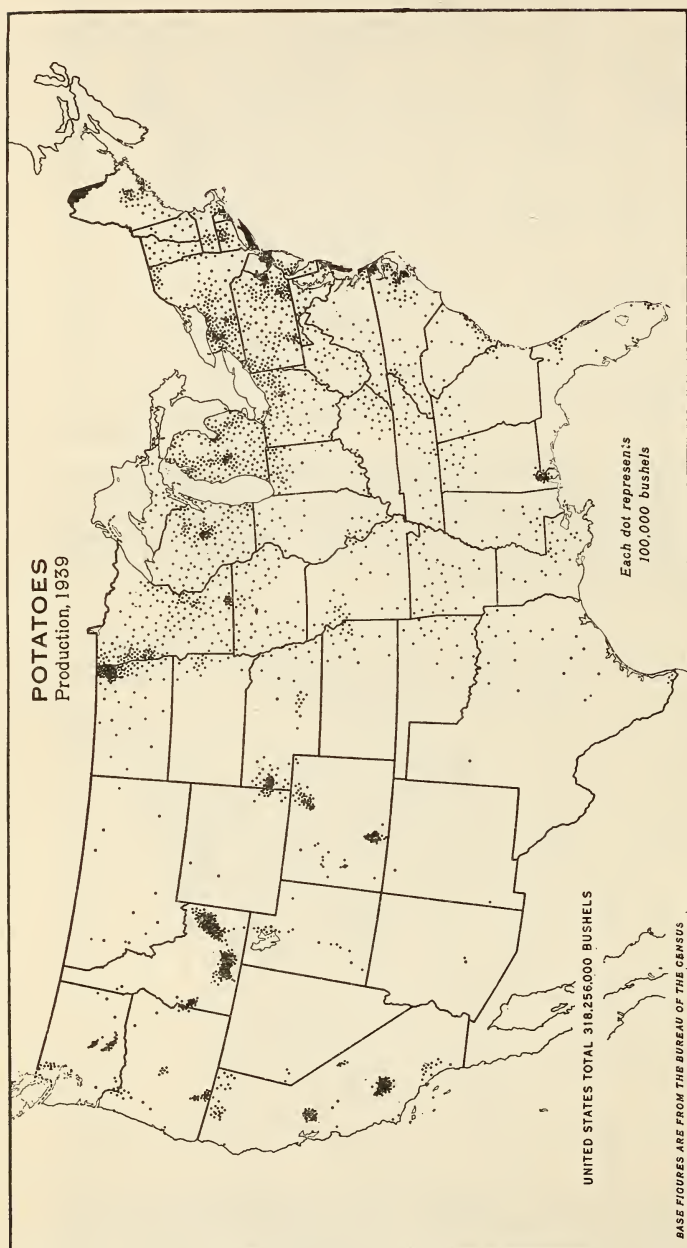 POTATOES
Production, 1939
Each dot represents
100,000 bushels
UNITED STATES TOTAL 318,256,000 BUSHELS
BASE FIGURES ARE FROM THE BUREAU OF THE CENSUS